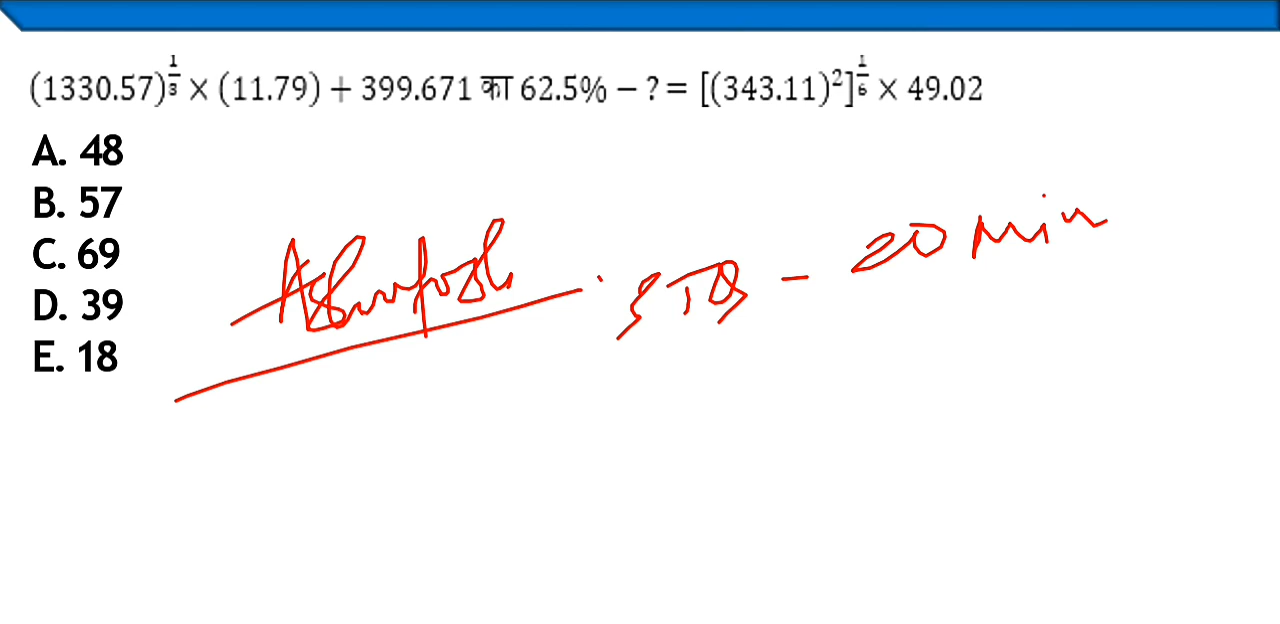 (1330.57)^(1/3) × (11.79) + 399.671 का 62.5% − ? = [(343.11)²]^(1/6) × 49.02
A. 48
B. 57
C. 69
D. 39
E. 18
Ashutosh
20 Min